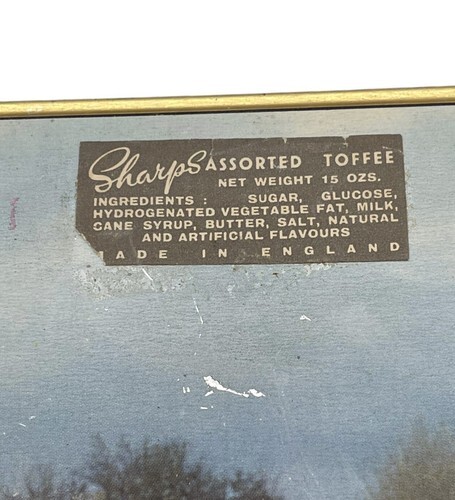 Sharps ASSORTED TOFFEE
NET WEIGHT 15 OZS.
INGREDIENTS : SUGAR, GLUCOSE,
HYDROGENATED VEGETABLE FAT, MILK,
CANE SYRUP, BUTTER, SALT, NATURAL
AND ARTIFICIAL FLAVOURS
MADE IN ENGLAND